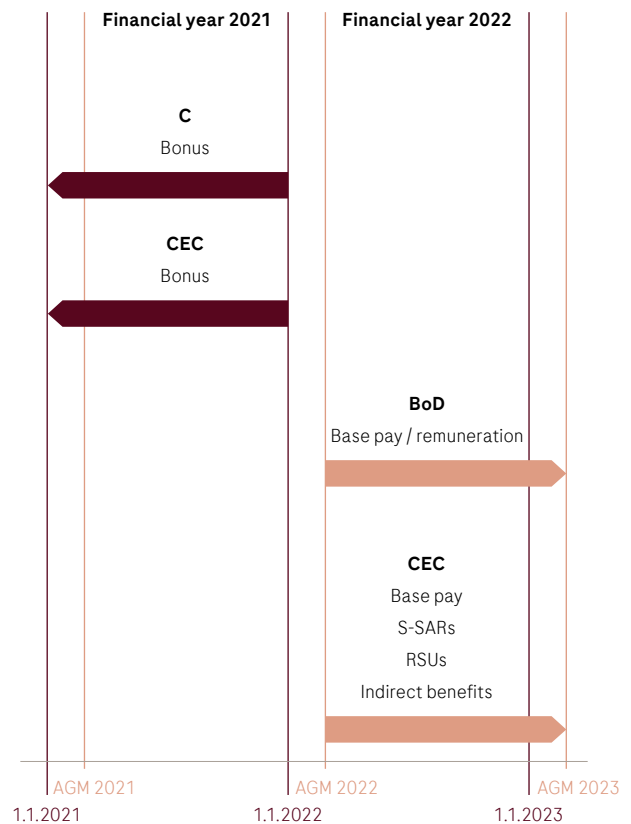 Financial year 2021
Financial year 2022
C
Bonus
CEC
Bonus
BoD
Base pay / remuneration
CEC
Base pay
S-SARs
RSUs
Indirect benefits
AGM 2021
AGM 2022
AGM 2023
1.1.2021
1.1.2022
1.1.2023